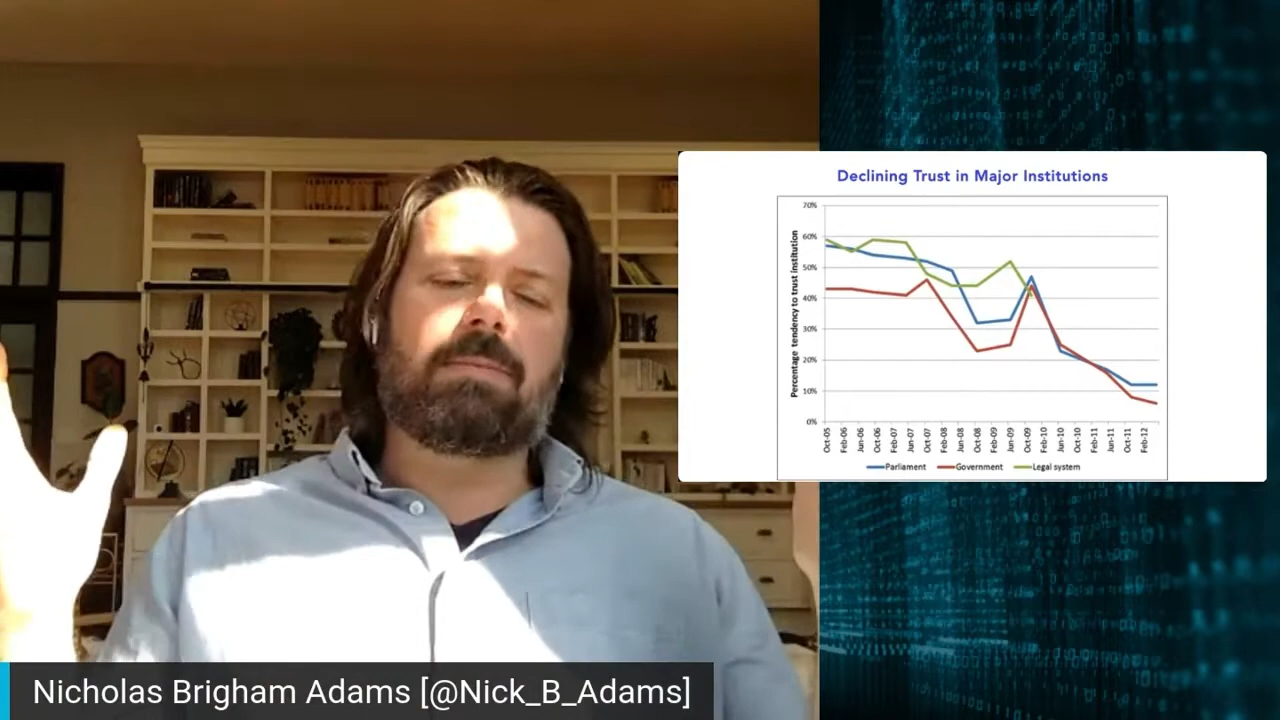 Declining Trust in Major Institutions
Percentage tendency to trust institution
70%
60%
50%
40%
30%
20%
10%
0%
Oct-05
Feb-06
Jun-06
Oct-06
Feb-07
Jun-07
Oct-07
Feb-08
Jun-08
Oct-08
Feb-09
Jun-09
Oct-09
Feb-10
Jun-10
Oct-10
Feb-11
Jun-11
Oct-11
Feb-12
Parliament Government Legal system
Nicholas Brigham Adams [@Nick_B_Adams]